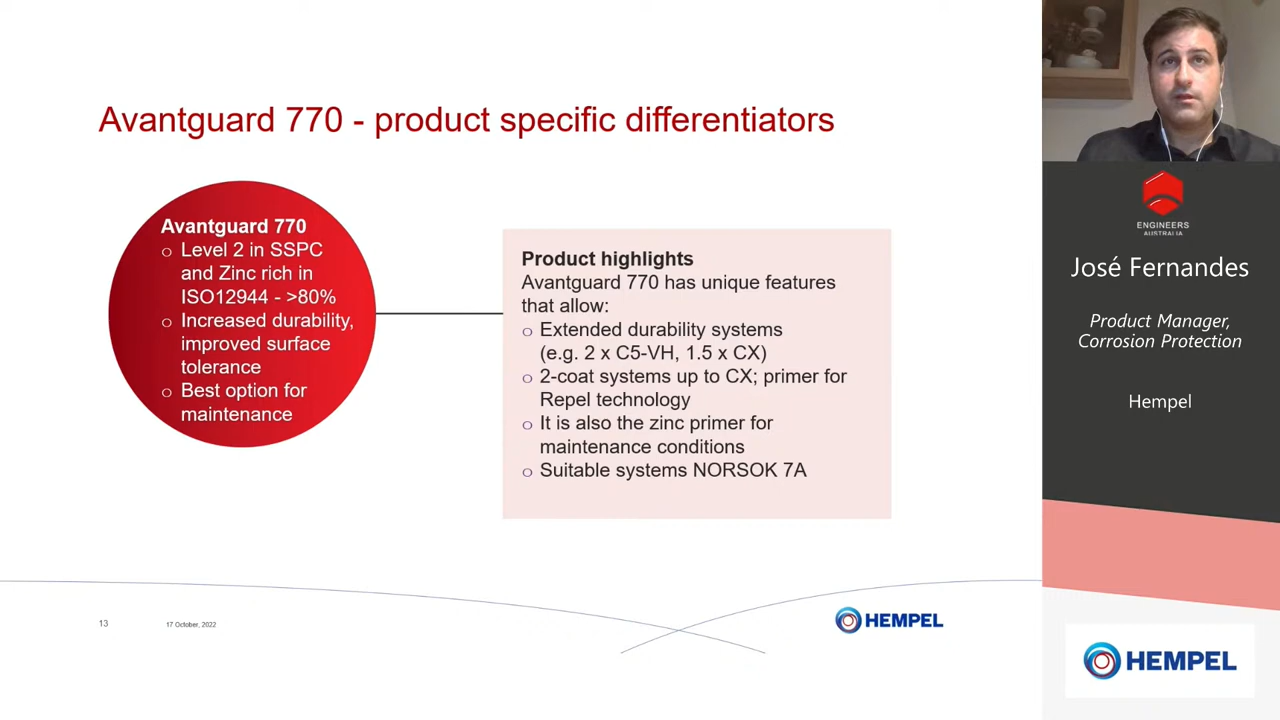 Avantguard 770 - product specific differentiators
Avantguard 770
o Level 2 in SSPC
and Zinc rich in
ISO12944 - >80%
o Increased durability,
improved surface
tolerance
o Best option for
maintenance
Product highlights
Avantguard 770 has unique features
that allow:
o Extended durability systems
(e.g. 2 x C5-VH, 1.5 x CX)
o 2-coat systems up to CX; primer for
Repel technology
o It is also the zinc primer for
maintenance conditions
o Suitable systems NORSOK 7A
13
17 October, 2022
HEMPEL
ENGINEERS
AUSTRALIA
José Fernandes
Product Manager,
Corrosion Protection
Hempel
HEMPEL